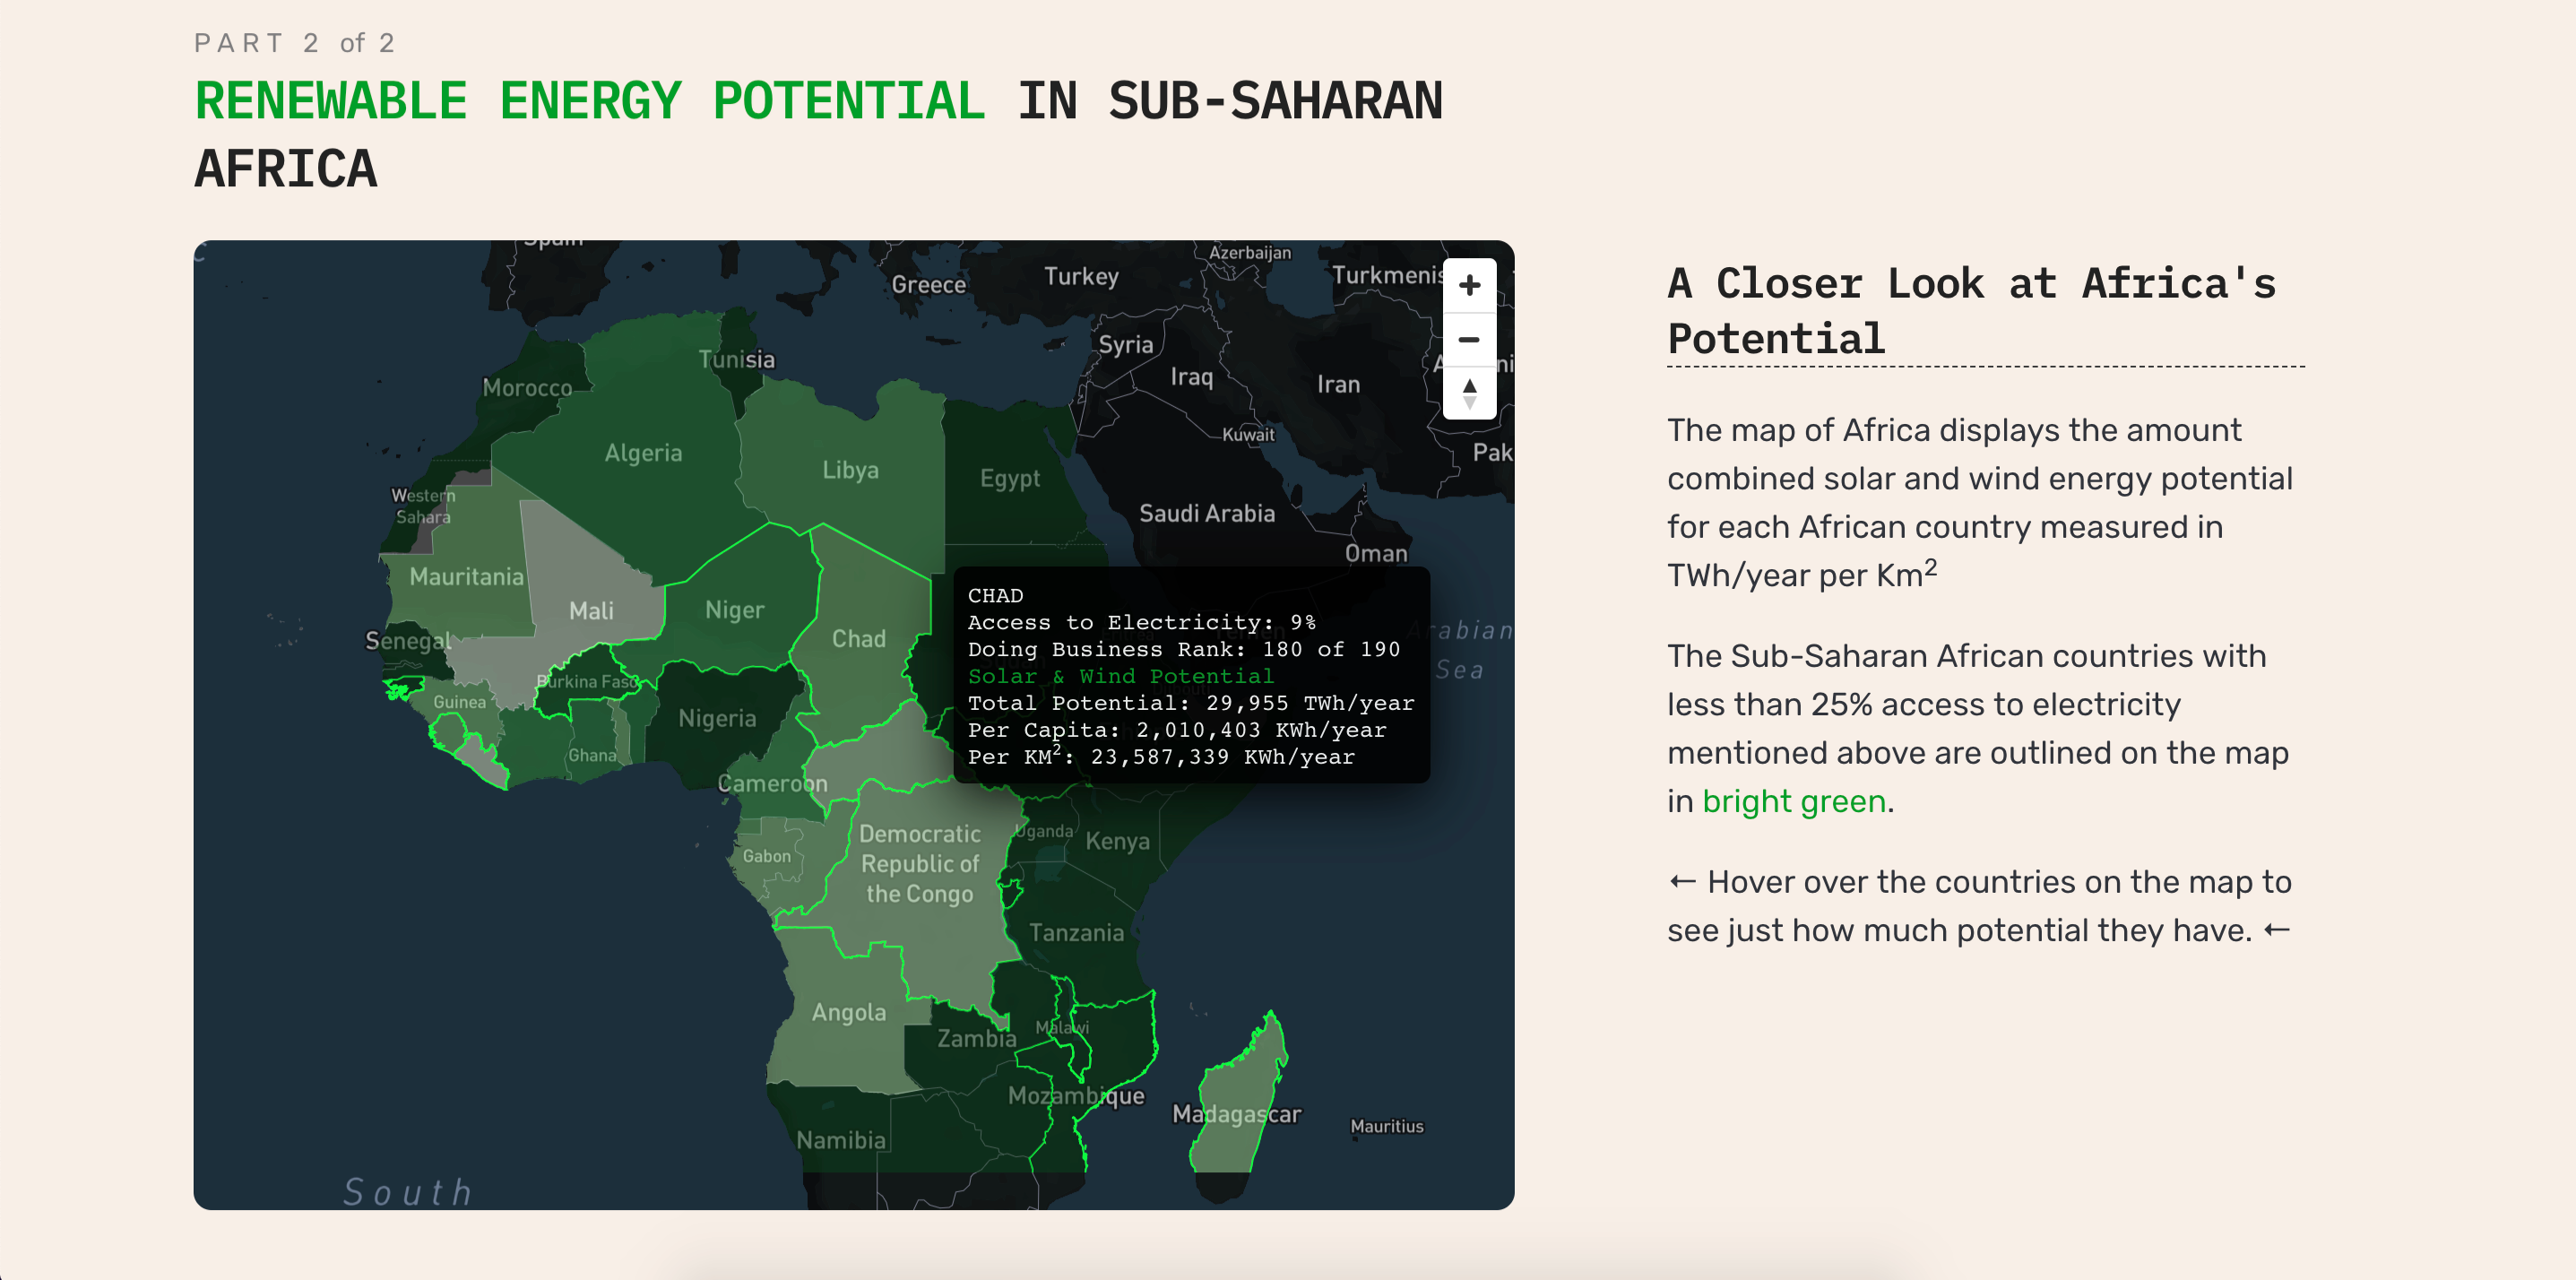 PART 2 of 2
RENEWABLE ENERGY POTENTIAL IN SUB-SAHARAN
AFRICA
Spain
Greece
Turkey
Azerbaijan
Syria
Iraq
Iran
Kuwait
Pak
Tunisia
Morocco
Algeria
Libya
Egypt
Saudi Arabia
Oman
Western
Sahara
Mauritania
Mali
Niger
Chad
Senegal
Burkina Faso
Guinea
Nigeria
Ghana
Cameroon
Arabian
Sea
CHAD
Access to Electricity: 9%
Doing Business Rank: 180 of 190
Solar & Wind Potential
Total Potential: 29,955 TWh/year
Per Capita: 2,010,403 KWh/year
Per KM²: 23,587,339 KWh/year
Democratic
Republic of
the Congo
Gabon
Uganda
Kenya
Tanzania
Angola
Zambia
Malawi
Mozambique
Madagascar
Mauritius
Namibia
South
A Closer Look at Africa's
Potential
The map of Africa displays the amount
combined solar and wind energy potential
for each African country measured in
TWh/year per Km²
The Sub-Saharan African countries with
less than 25% access to electricity
mentioned above are outlined on the map
in bright green.
← Hover over the countries on the map to
see just how much potential they have. ←